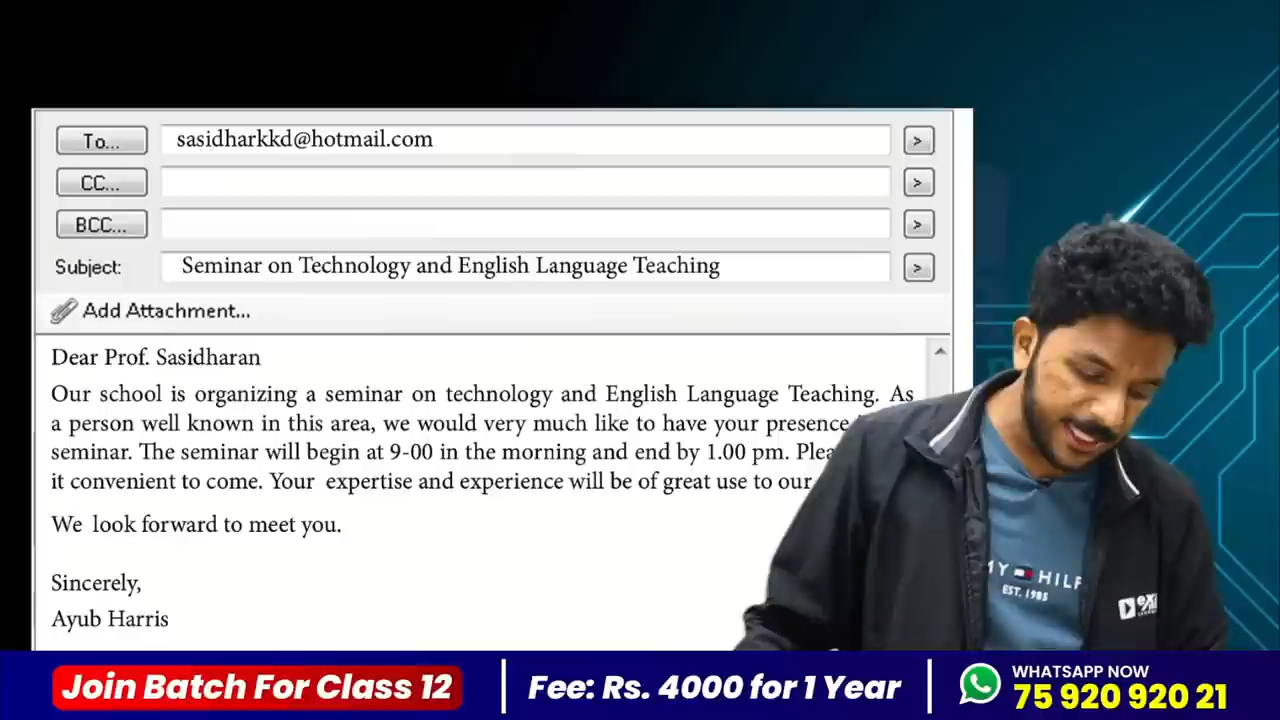 To... sasidharkkd@hotmail.com >
CC... >
BCC... >
Subject: Seminar on Technology and English Language Teaching >
Add Attachment...
Dear Prof. Sasidharan
Our school is organizing a seminar on technology and English Language Teaching. As
a person well known in this area, we would very much like to have your presence
seminar. The seminar will begin at 9-00 in the morning and end by 1.00 pm.
it convenient to come. Your expertise and experience will be of great use to our
We look forward to meet you.
Sincerely,
Ayub Harris
EST. 1985
Join Batch For Class 12
Fee: Rs. 4000 for 1 Year
WHATSAPP NOW
75 920 920 21